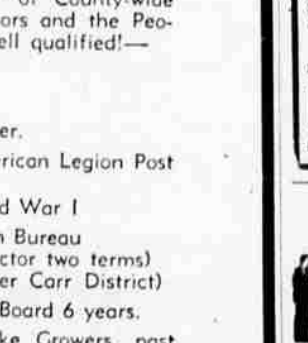 of County-wide
ors and the Peo-
ell qualified!—
er.
rican Legion Post
d War I
n Bureau
ctor two terms)
er Carr District)
Board 6 years.
ke Growers, past